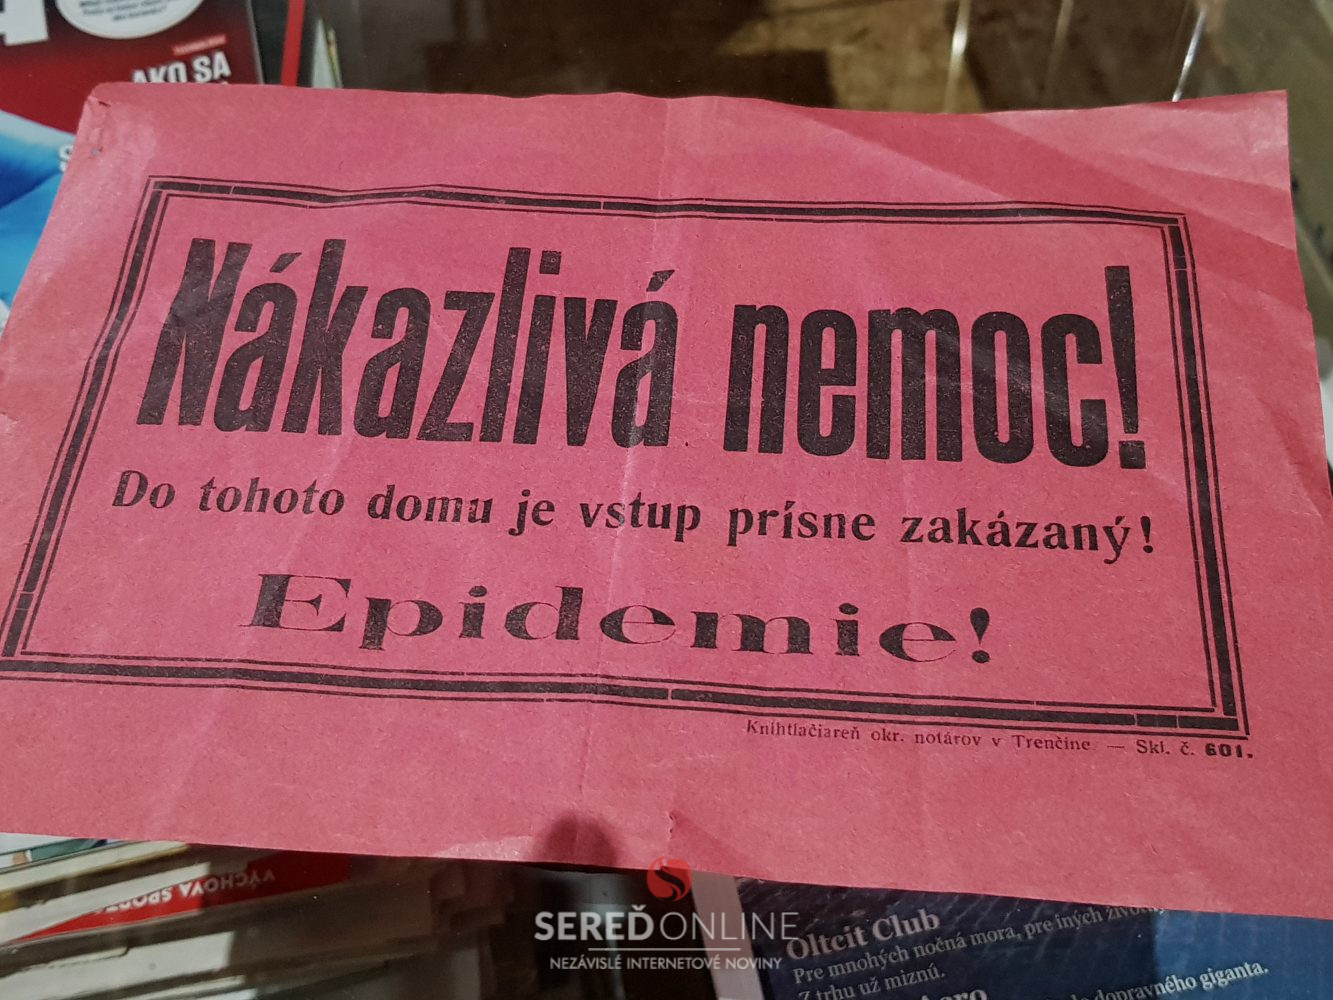 AKO SA
Nákazlivá nemoc!
Do tohoto domu je vstup prísne zakázaný!
Epidemie!
Knihtlačiareň okr. notárov v Trenčíne — Skl. č. 601.
VÝCHOVA
SEREĎONLINE
NEZÁVISLÉ INTERNETOVÉ NOVINY
Oltcit Club
Pre mnohých nočná mora, pre iných
Z trhu už miznú.
dopravného giganta.